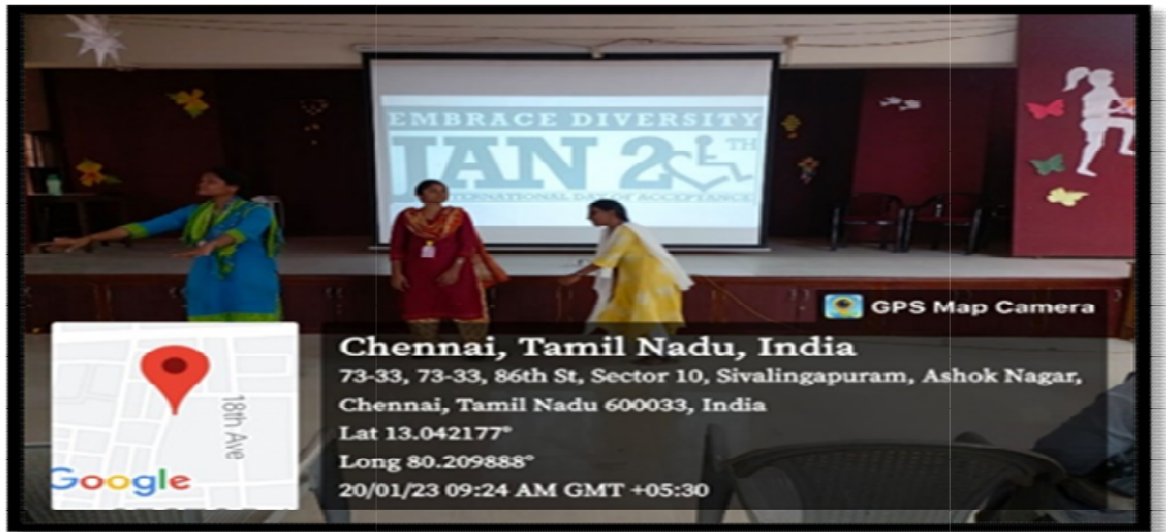 EMBRACE DIVERSITY
JAN 20TH
INTERNATIONAL DAY OF ACCEPTANCE
GPS Map Camera
Chennai, Tamil Nadu, India
73-33, 73-33, 86th St, Sector 10, Sivalingapuram, Ashok Nagar,
Chennai, Tamil Nadu 600033, India
Lat 13.042177°
Long 80.209888°
20/01/23 09:24 AM GMT +05:30
18th Ave
Google